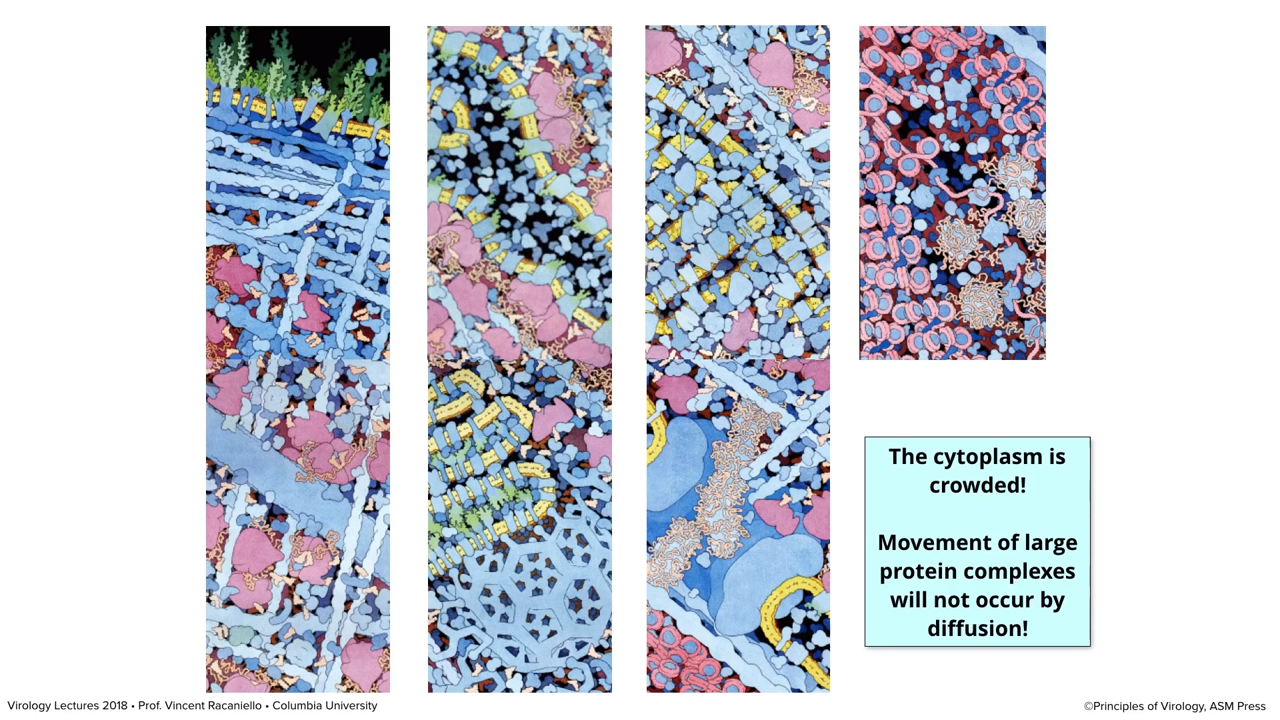 The cytoplasm is
crowded!
Movement of large
protein complexes
will not occur by
diffusion!
Virology Lectures 2018 • Prof. Vincent Racaniello • Columbia University
©Principles of Virology, ASM Press